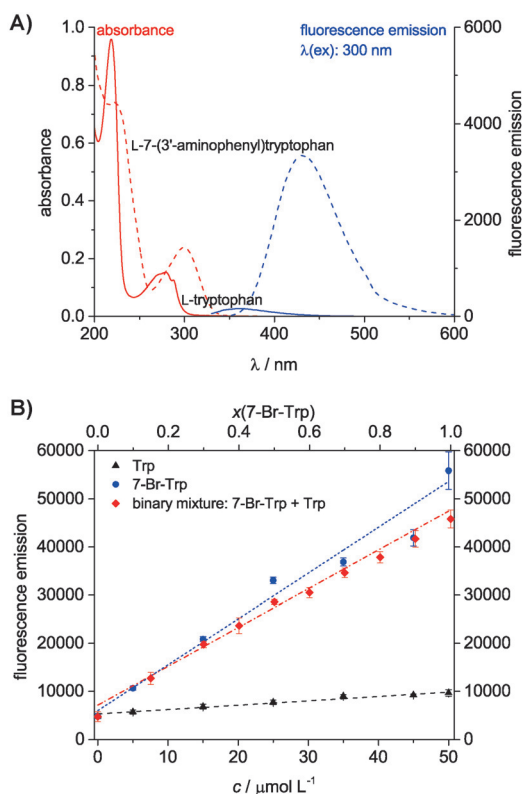 A)
absorbance
fluorescence emission
λ(ex): 300 nm
1.0
0.8
0.6
0.4
0.2
0.0
absorbance
6000
4000
2000
0
fluorescence emission
L-7-(3'-aminophenyl)tryptophan
L-tryptophan
200 300 400 500 600
λ / nm
B)
x(7-Br-Trp)
0.0 0.2 0.4 0.6 0.8 1.0
60000
50000
40000
30000
20000
10000
0
fluorescence emission
Trp
7-Br-Trp
binary mixture: 7-Br-Trp + Trp
60000
50000
40000
30000
20000
10000
0
fluorescence emission
0 10 20 30 40 50
c / μmol L⁻¹